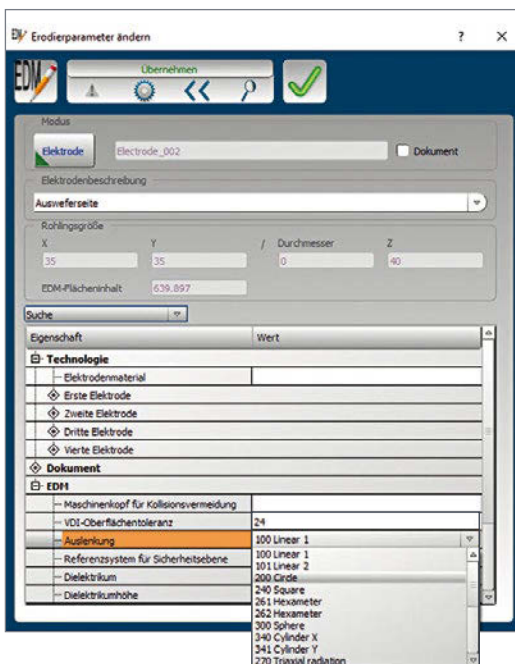 EDM Erodierparameter ändern ? ×
EDM
Übernehmen
Modus
Elektrode Electrode_002 Dokument
Elektrodenbeschreibung
Ausweferseite
Rohlingsgröße
X Y / Durchmesser Z
35 35 0 40
EDM-Flächeninhalt 639.897
Suche
Eigenschaft Wert
Technologie
Elektrodenmaterial
Erste Elektrode
Zweite Elektrode
Dritte Elektrode
Vierte Elektrode
Dokument
EDM
Maschinenkopf für Kollisionsvermeidung
VDI-Oberflächentoleranz 24
Auslenkung 100 Linear 1
Referenzsystem für Sicherheitsebene 100 Linear 1
101 Linear 2
Dielektrikum 200 Circle
240 Square
Dielektrikumhöhe 261 Hexameter
262 Hexameter
300 Sphere
340 Cylinder X
341 Cylinder Y
270 Triaxial radiation